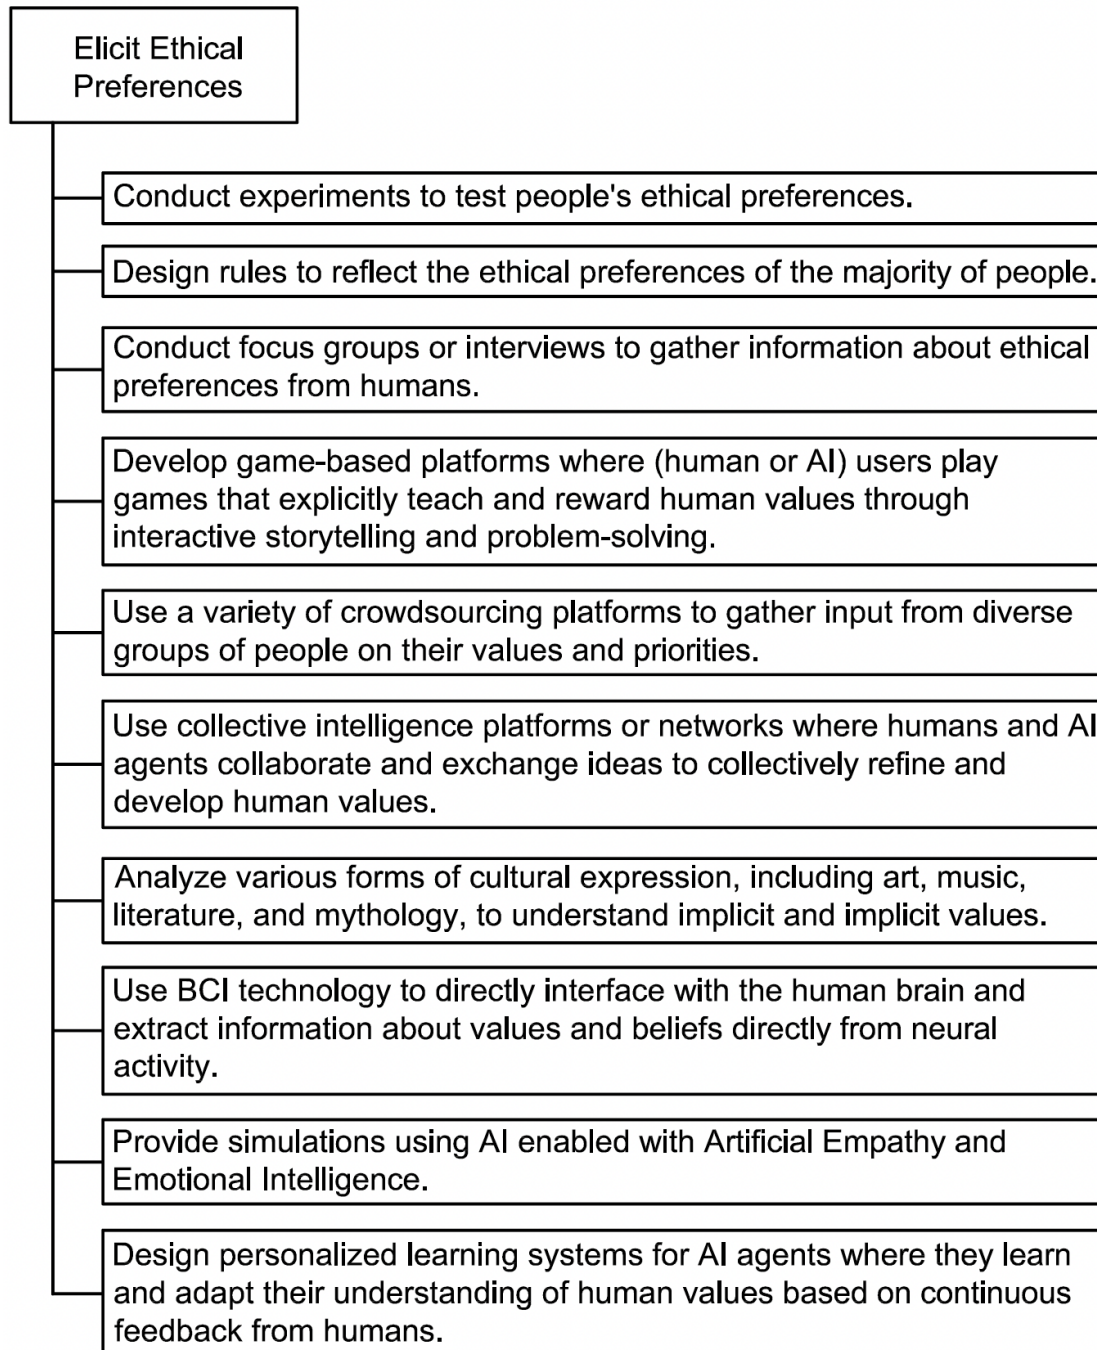 Elicit Ethical
Preferences
Conduct experiments to test people's ethical preferences.
Design rules to reflect the ethical preferences of the majority of people.
Conduct focus groups or interviews to gather information about ethical
preferences from humans.
Develop game-based platforms where (human or AI) users play
games that explicitly teach and reward human values through
interactive storytelling and problem-solving.
Use a variety of crowdsourcing platforms to gather input from diverse
groups of people on their values and priorities.
Use collective intelligence platforms or networks where humans and AI
agents collaborate and exchange ideas to collectively refine and
develop human values.
Analyze various forms of cultural expression, including art, music,
literature, and mythology, to understand implicit and implicit values.
Use BCI technology to directly interface with the human brain and
extract information about values and beliefs directly from neural
activity.
Provide simulations using AI enabled with Artificial Empathy and
Emotional Intelligence.
Design personalized learning systems for AI agents where they learn
and adapt their understanding of human values based on continuous
feedback from humans.